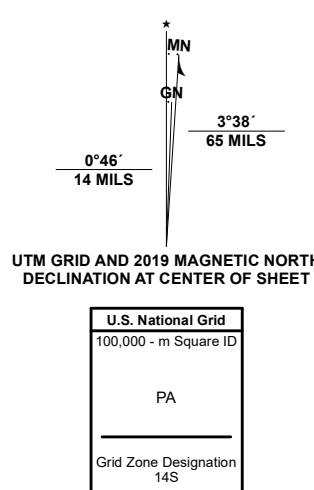 MN
GN
3°38´
65 MILS
0°46´
14 MILS
UTM GRID AND 2019 MAGNETIC NORTH
DECLINATION AT CENTER OF SHEET
U.S. National Grid
100,000 - m Square ID
PA
Grid Zone Designation
14S